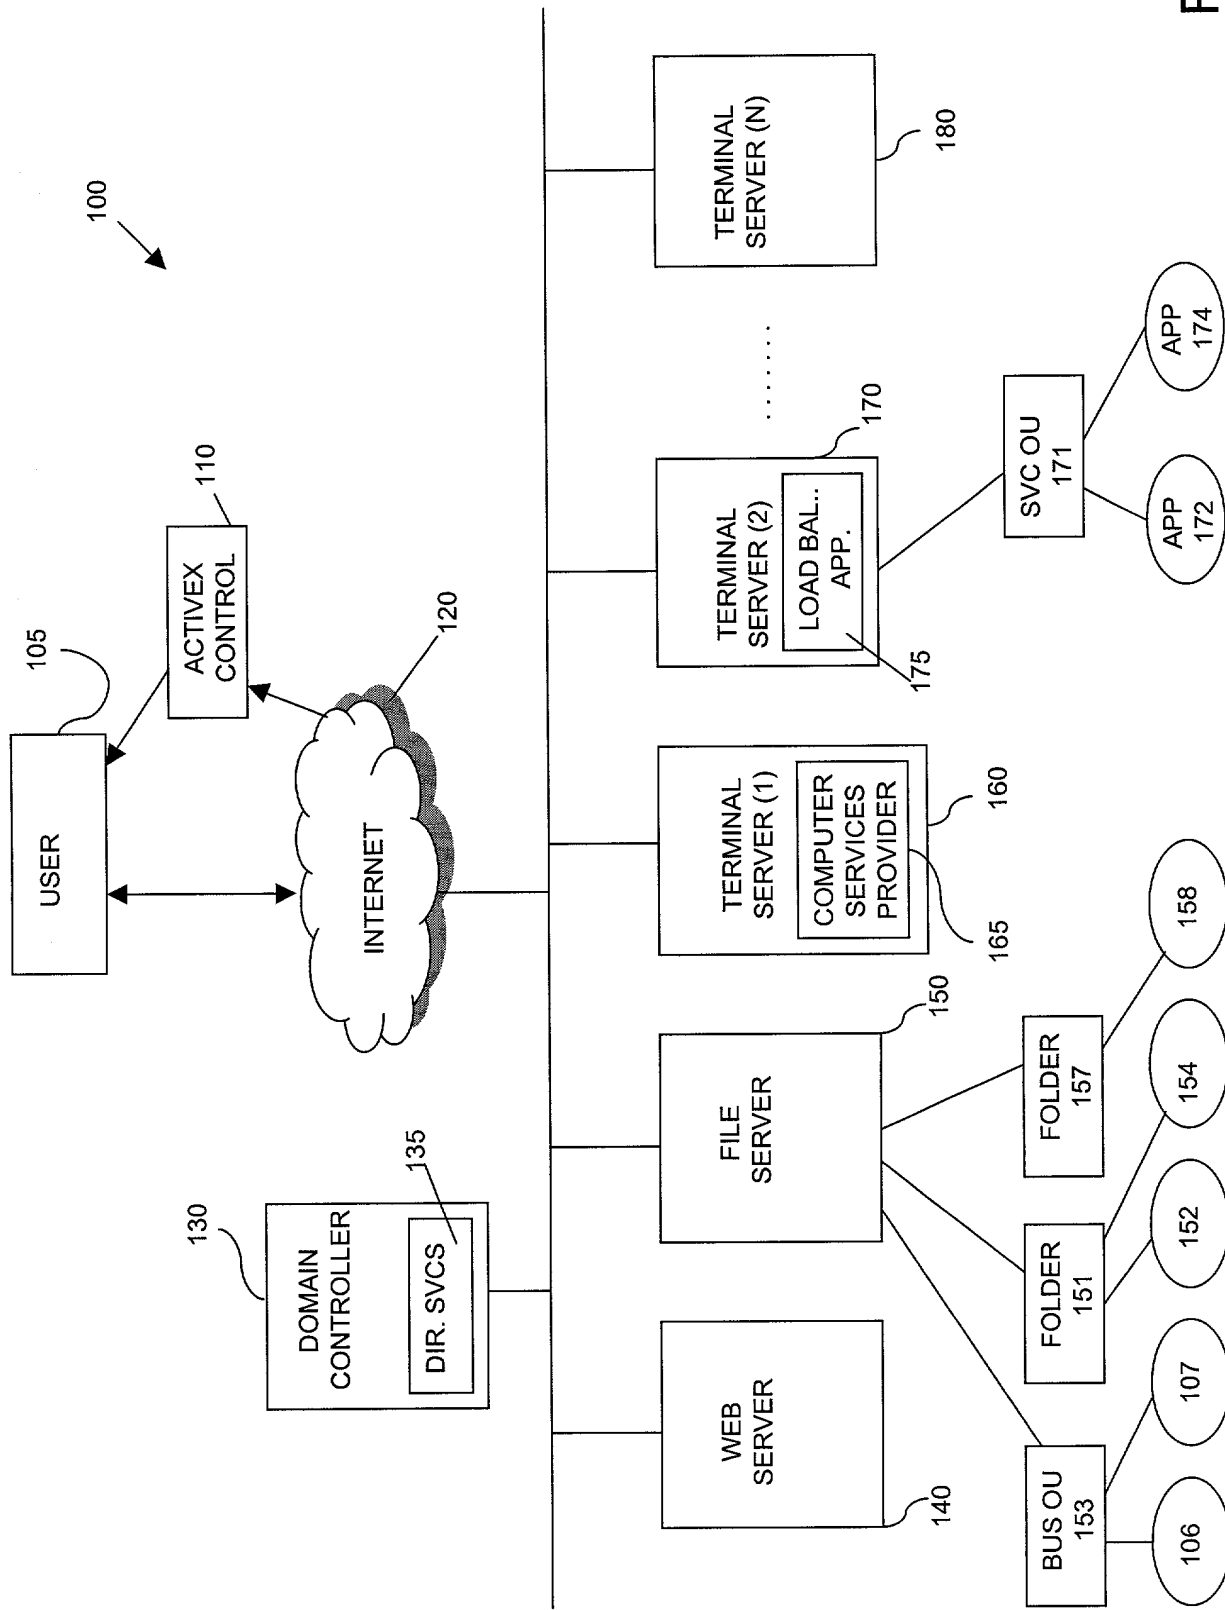 100
USER
105
ACTIVEX
CONTROL
110
INTERNET
120
DOMAIN
CONTROLLER
DIR. SVCS
130
135
WEB
SERVER
140
FILE
SERVER
150
TERMINAL
SERVER (1)
COMPUTER
SERVICES
PROVIDER
160
165
TERMINAL
SERVER (2)
LOAD BAL..
APP.
170
175
.......
TERMINAL
SERVER (N)
180
BUS OU
153
106
107
FOLDER
151
152
154
FOLDER
157
158
SVC OU
171
APP
172
APP
174